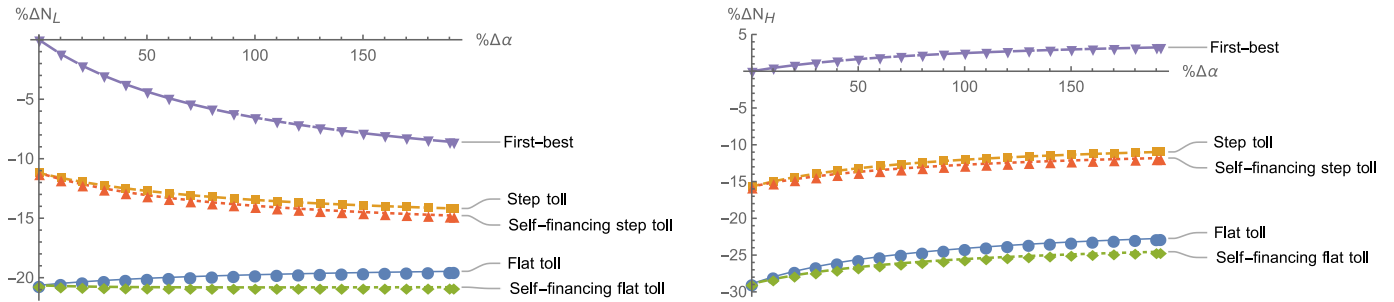 %ΔN_L
%Δα
50
100
150
-5
-10
-15
-20
First–best
Step toll
Self–financing step toll
Flat toll
Self–financing flat toll
%ΔN_H
%Δα
5
50
100
150
-5
-10
-15
-20
-25
-30
First–best
Step toll
Self–financing step toll
Flat toll
Self–financing flat toll